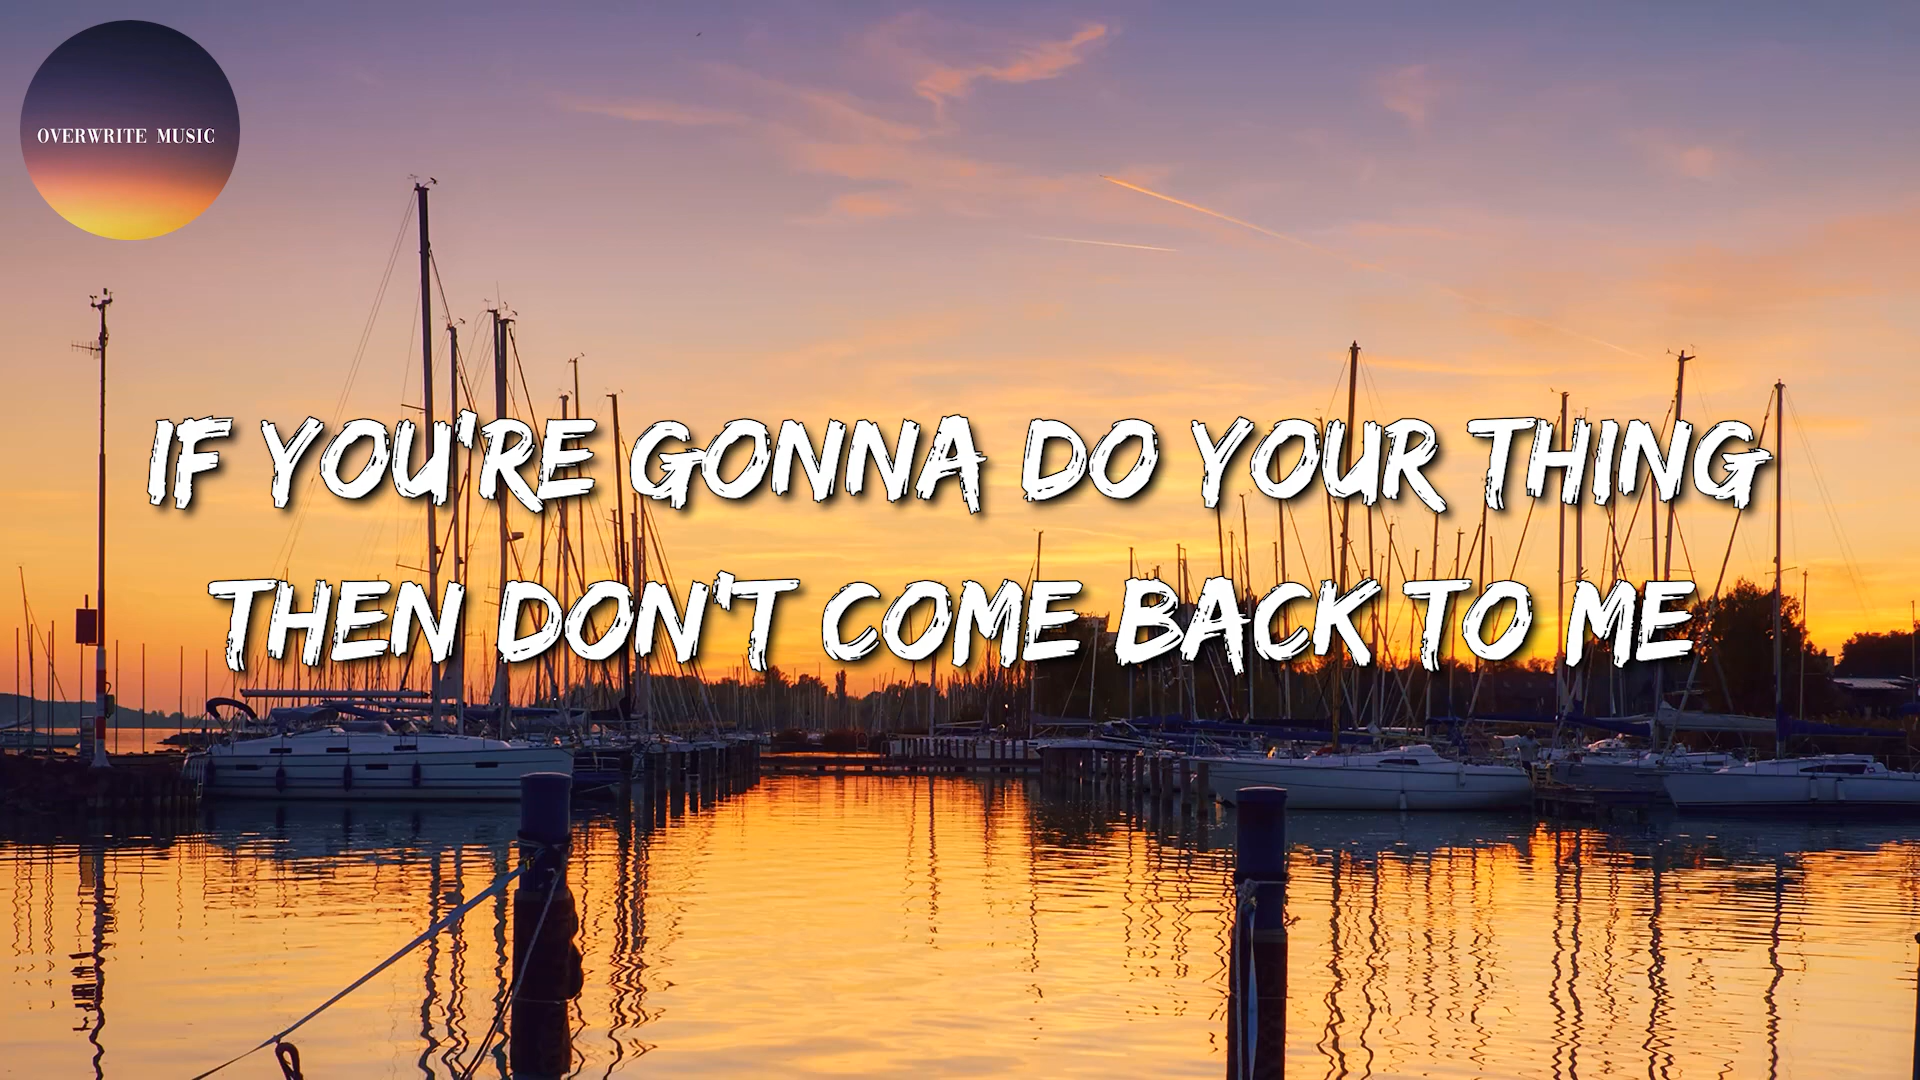 OVERWRITE MUSIC
IF YOU'RE GONNA DO YOUR THING
THEN DON'T COME BACK TO ME